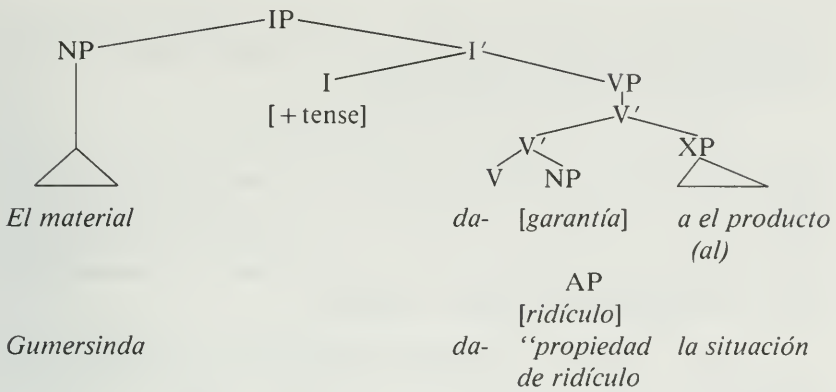 IP
NP I′
I VP
[+tense] V′
V′ XP
V NP
El material da- [garantía] a el producto
(al)
AP
[ridículo]
Gumersinda da- “propiedad la situación
de ridículo